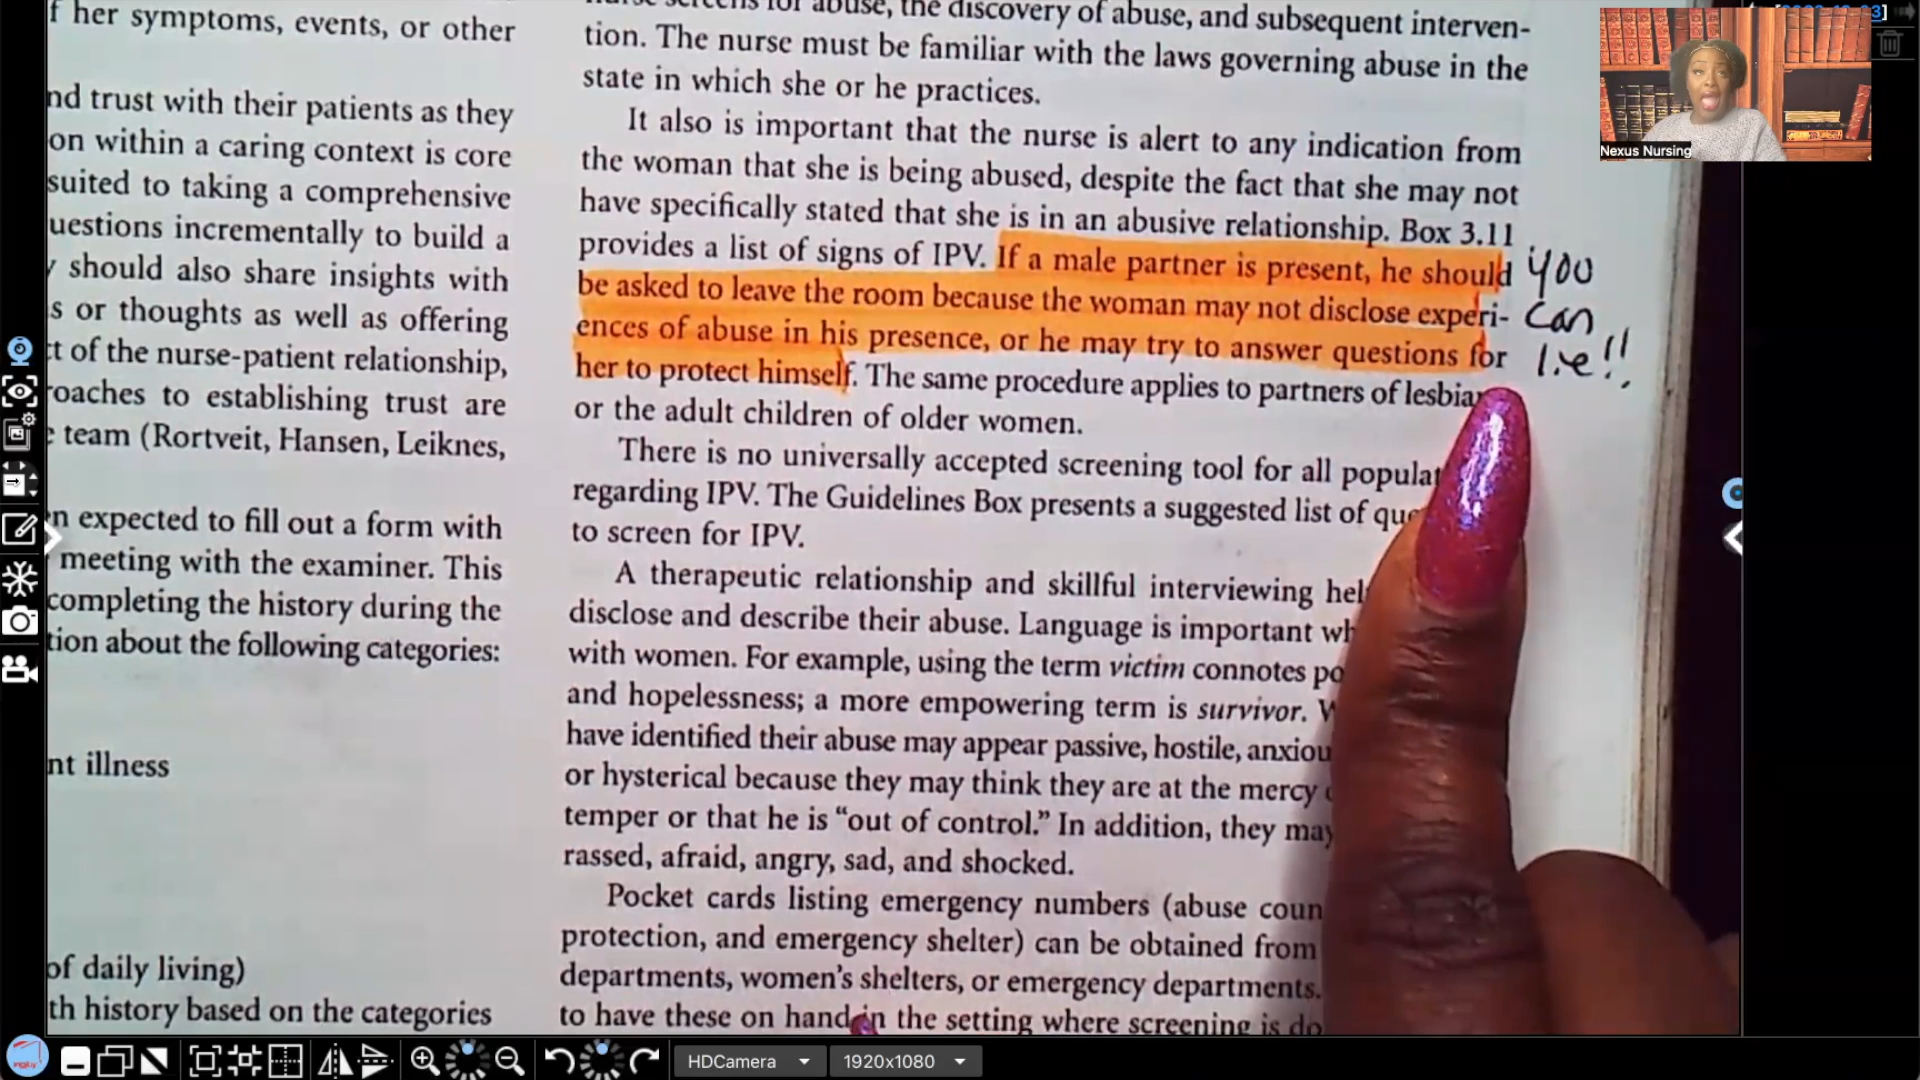 f her symptoms, events, or other
nd trust with their patients as they
on within a caring context is core
suited to taking a comprehensive
uestions incrementally to build a
y should also share insights with
s or thoughts as well as offering
ct of the nurse-patient relationship,
roaches to establishing trust are
e team (Rortveit, Hansen, Leiknes,
n expected to fill out a form with
meeting with the examiner. This
completing the history during the
tion about the following categories:
nt illness
of daily living)
th history based on the categories
nurse screens for abuse, the discovery of abuse, and subsequent interven-
tion. The nurse must be familiar with the laws governing abuse in the
state in which she or he practices.
It also is important that the nurse is alert to any indication from
the woman that she is being abused, despite the fact that she may not
have specifically stated that she is in an abusive relationship. Box 3.11
provides a list of signs of IPV. If a male partner is present, he should
be asked to leave the room because the woman may not disclose experi-
ences of abuse in his presence, or he may try to answer questions for
her to protect himself. The same procedure applies to partners of lesbia
or the adult children of older women.
There is no universally accepted screening tool for all populat
regarding IPV. The Guidelines Box presents a suggested list of que
to screen for IPV.
A therapeutic relationship and skillful interviewing hel
disclose and describe their abuse. Language is important wh
with women. For example, using the term victim connotes po
and hopelessness; a more empowering term is survivor. W
have identified their abuse may appear passive, hostile, anxiou
or hysterical because they may think they are at the mercy
temper or that he is “out of control.” In addition, they may
rassed, afraid, angry, sad, and shocked.
Pocket cards listing emergency numbers (abuse coun
protection, and emergency shelter) can be obtained from
departments, women’s shelters, or emergency departments.
to have these on hand in the setting where screening is do
you
can
lie!!
Nexus Nursing
HDCamera
1920x1080